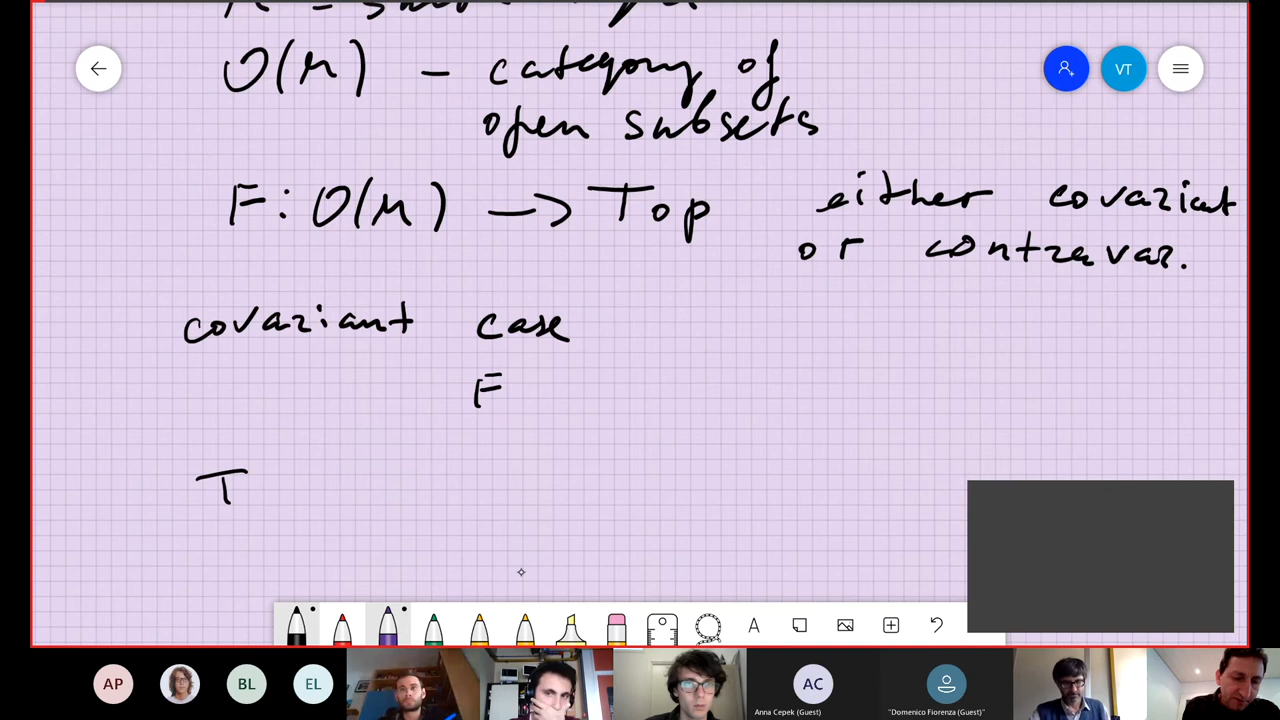 O(M) – category of
open subsets
F: O(M) —> Top either covariant
or contravar.
covariant case
F
T
VT
A
AP
BL
EL
AC
Anna Cepek (Guest)
"Domenico Fiorenza (Guest)"